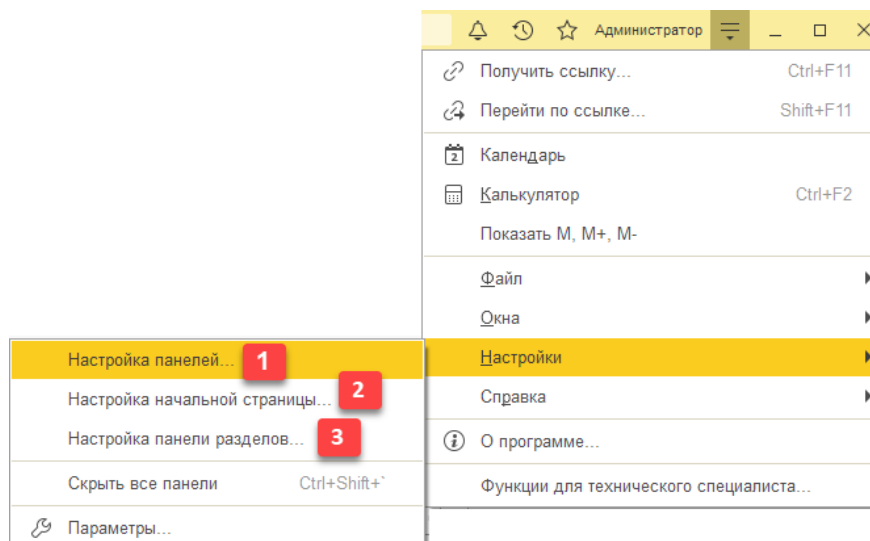 Администратор
Получить ссылку... Ctrl+F11
Перейти по ссылке... Shift+F11
2 Календарь
Калькулятор Ctrl+F2
Показать M, M+, M-
Файл
Окна
Настройки
Справка
О программе...
Функции для технического специалиста...
Настройка панелей... 1
Настройка начальной страницы... 2
Настройка панели разделов... 3
Скрыть все панели Ctrl+Shift+`
Параметры...